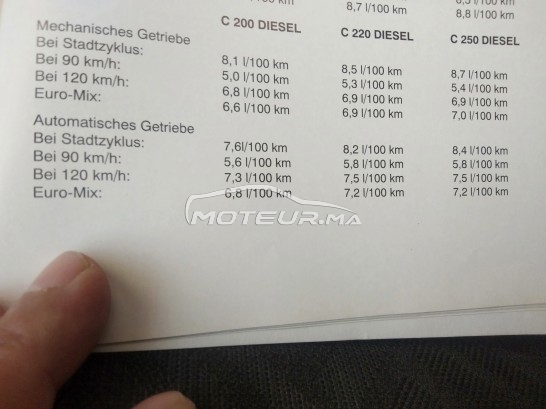 8,7 l/100 km
8,8 l/100 km
C 200 DIESEL C 220 DIESEL C 250 DIESEL
Mechanisches Getriebe
Bei Stadtzyklus: 8,1 l/100 km 8,5 l/100 km 8,7 l/100 km
Bei 90 km/h: 5,0 l/100 km 5,3 l/100 km 5,4 l/100 km
Bei 120 km/h: 6,8 l/100 km 6,9 l/100 km 6,9 l/100 km
Euro-Mix: 6,6 l/100 km 6,9 l/100 km 7,0 l/100 km
Automatisches Getriebe
Bei Stadtzyklus: 7,6l/100 km 8,2 l/100 km 8,4 l/100 km
Bei 90 km/h: 5,6 l/100 km 5,8 l/100 km 5,8 l/100 km
Bei 120 km/h: 7,3 l/100 km 7,5 l/100 km 7,5 l/100 km
Euro-Mix: 6,8 l/100 km 7,2 l/100 km 7,2 l/100 km
MOTEUR.MA